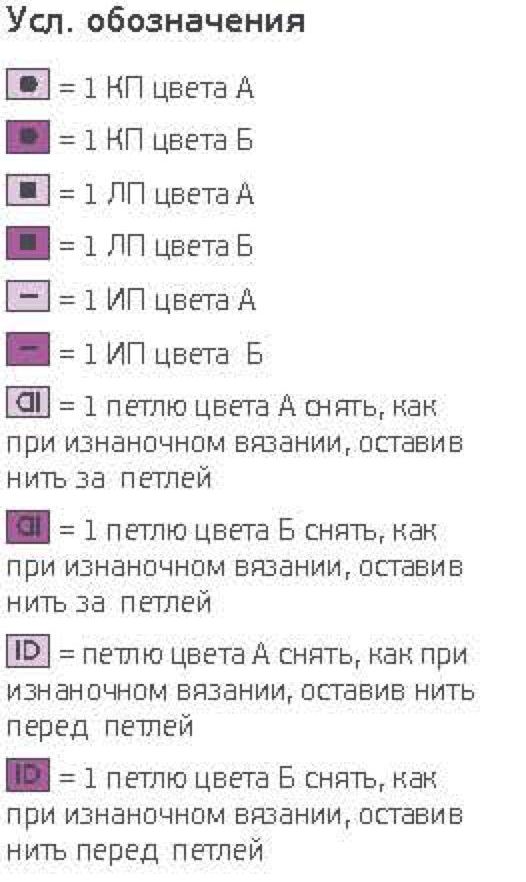 Усл. обозначения
= 1 КП цвета А
= 1 КП цвета Б
= 1 ЛП цвета А
= 1 ЛП цвета Б
= 1 ИП цвета А
= 1 ИП цвета Б
= 1 петлю цвета А снять, как
при изнаночном вязании, оставив
нить за петлей
= 1 петлю цвета Б снять, как
при изнаночном вязании, оставив
нить за петлей
ID = петлю цвета А снять, как при
изнаночном вязании, оставив нить
перед петлей
ID = 1 петлю цвета Б снять, как
при изнаночном вязании, оставив
нить перед петлей